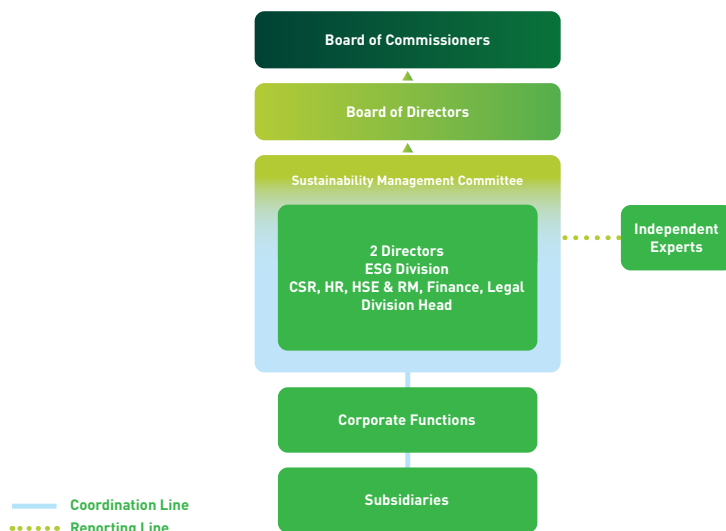 Board of Commissioners
Board of Directors
Sustainability Management Committee
2 Directors
ESG Division
CSR, HR, HSE & RM, Finance, Legal
Division Head
Independent
Experts
Corporate Functions
Subsidiaries
Coordination Line
Reporting Line